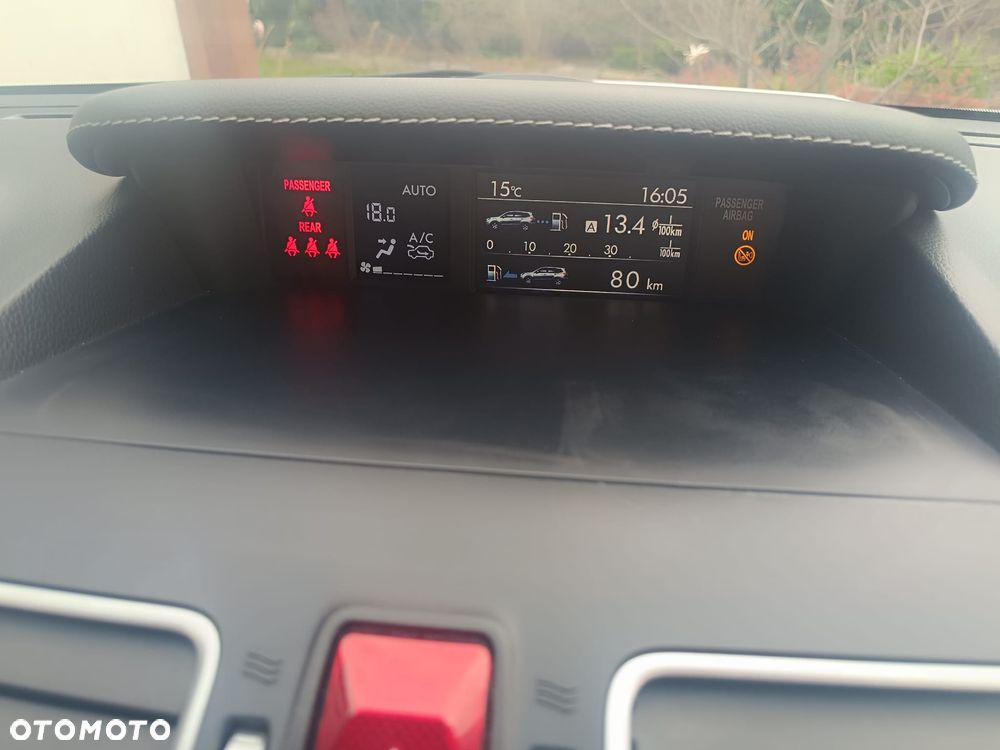 PASSENGER
REAR
AUTO
18.0
A/C
15°C
16:05
A 13.4 ø l/100km
0 10 20 30 l/100km
80 km
PASSENGER
AIRBAG
ON
OTOMOTO